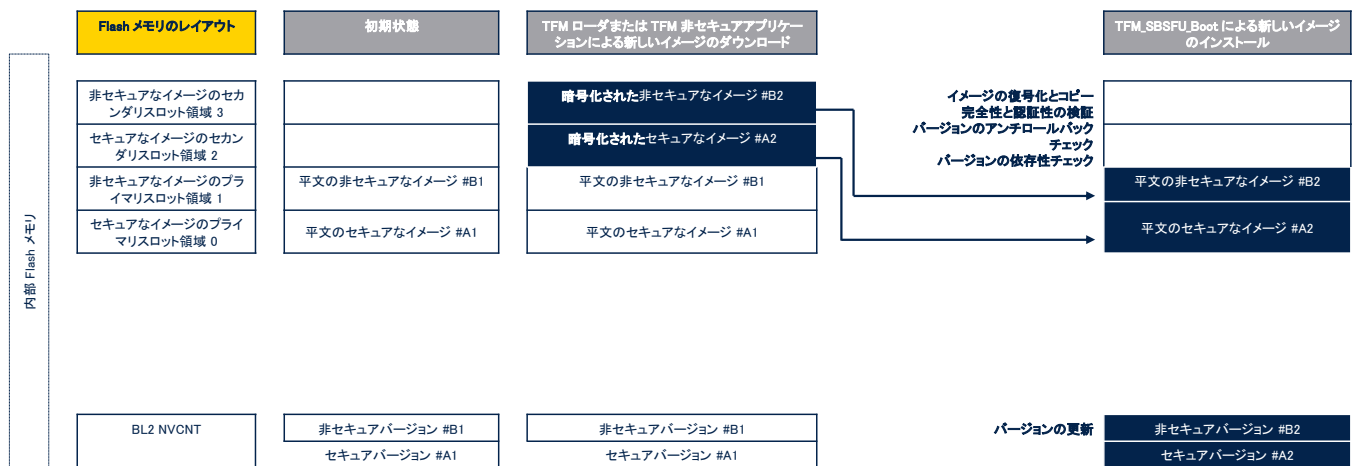 Flash メモリのレイアウト
初期状態
TFM ローダまたは TFM 非セキュアアプリケ
ーションによる新しいイメージのダウンロード
TFM_SBSFU_Boot による新しいイメージ
のインストール
内部 Flash メモリ
非セキュアなイメージのセカ
ンダリスロット領域 3
暗号化された非セキュアなイメージ #B2
イメージの復号化とコピー
完全性と認証性の検証
バージョンのアンチロールバック
チェック
バージョンの依存性チェック
セキュアなイメージのセカン
ダリスロット領域 2
暗号化されたセキュアなイメージ #A2
非セキュアなイメージのプラ
イマリスロット領域 1
平文の非セキュアなイメージ #B1
平文の非セキュアなイメージ #B1
平文の非セキュアなイメージ #B2
セキュアなイメージのプライ
マリスロット領域 0
平文のセキュアなイメージ #A1
平文のセキュアなイメージ #A1
平文のセキュアなイメージ #A2
BL2 NVCNT
非セキュアバージョン #B1
非セキュアバージョン #B1
バージョンの更新
非セキュアバージョン #B2
セキュアバージョン #A1
セキュアバージョン #A1
セキュアバージョン #A2